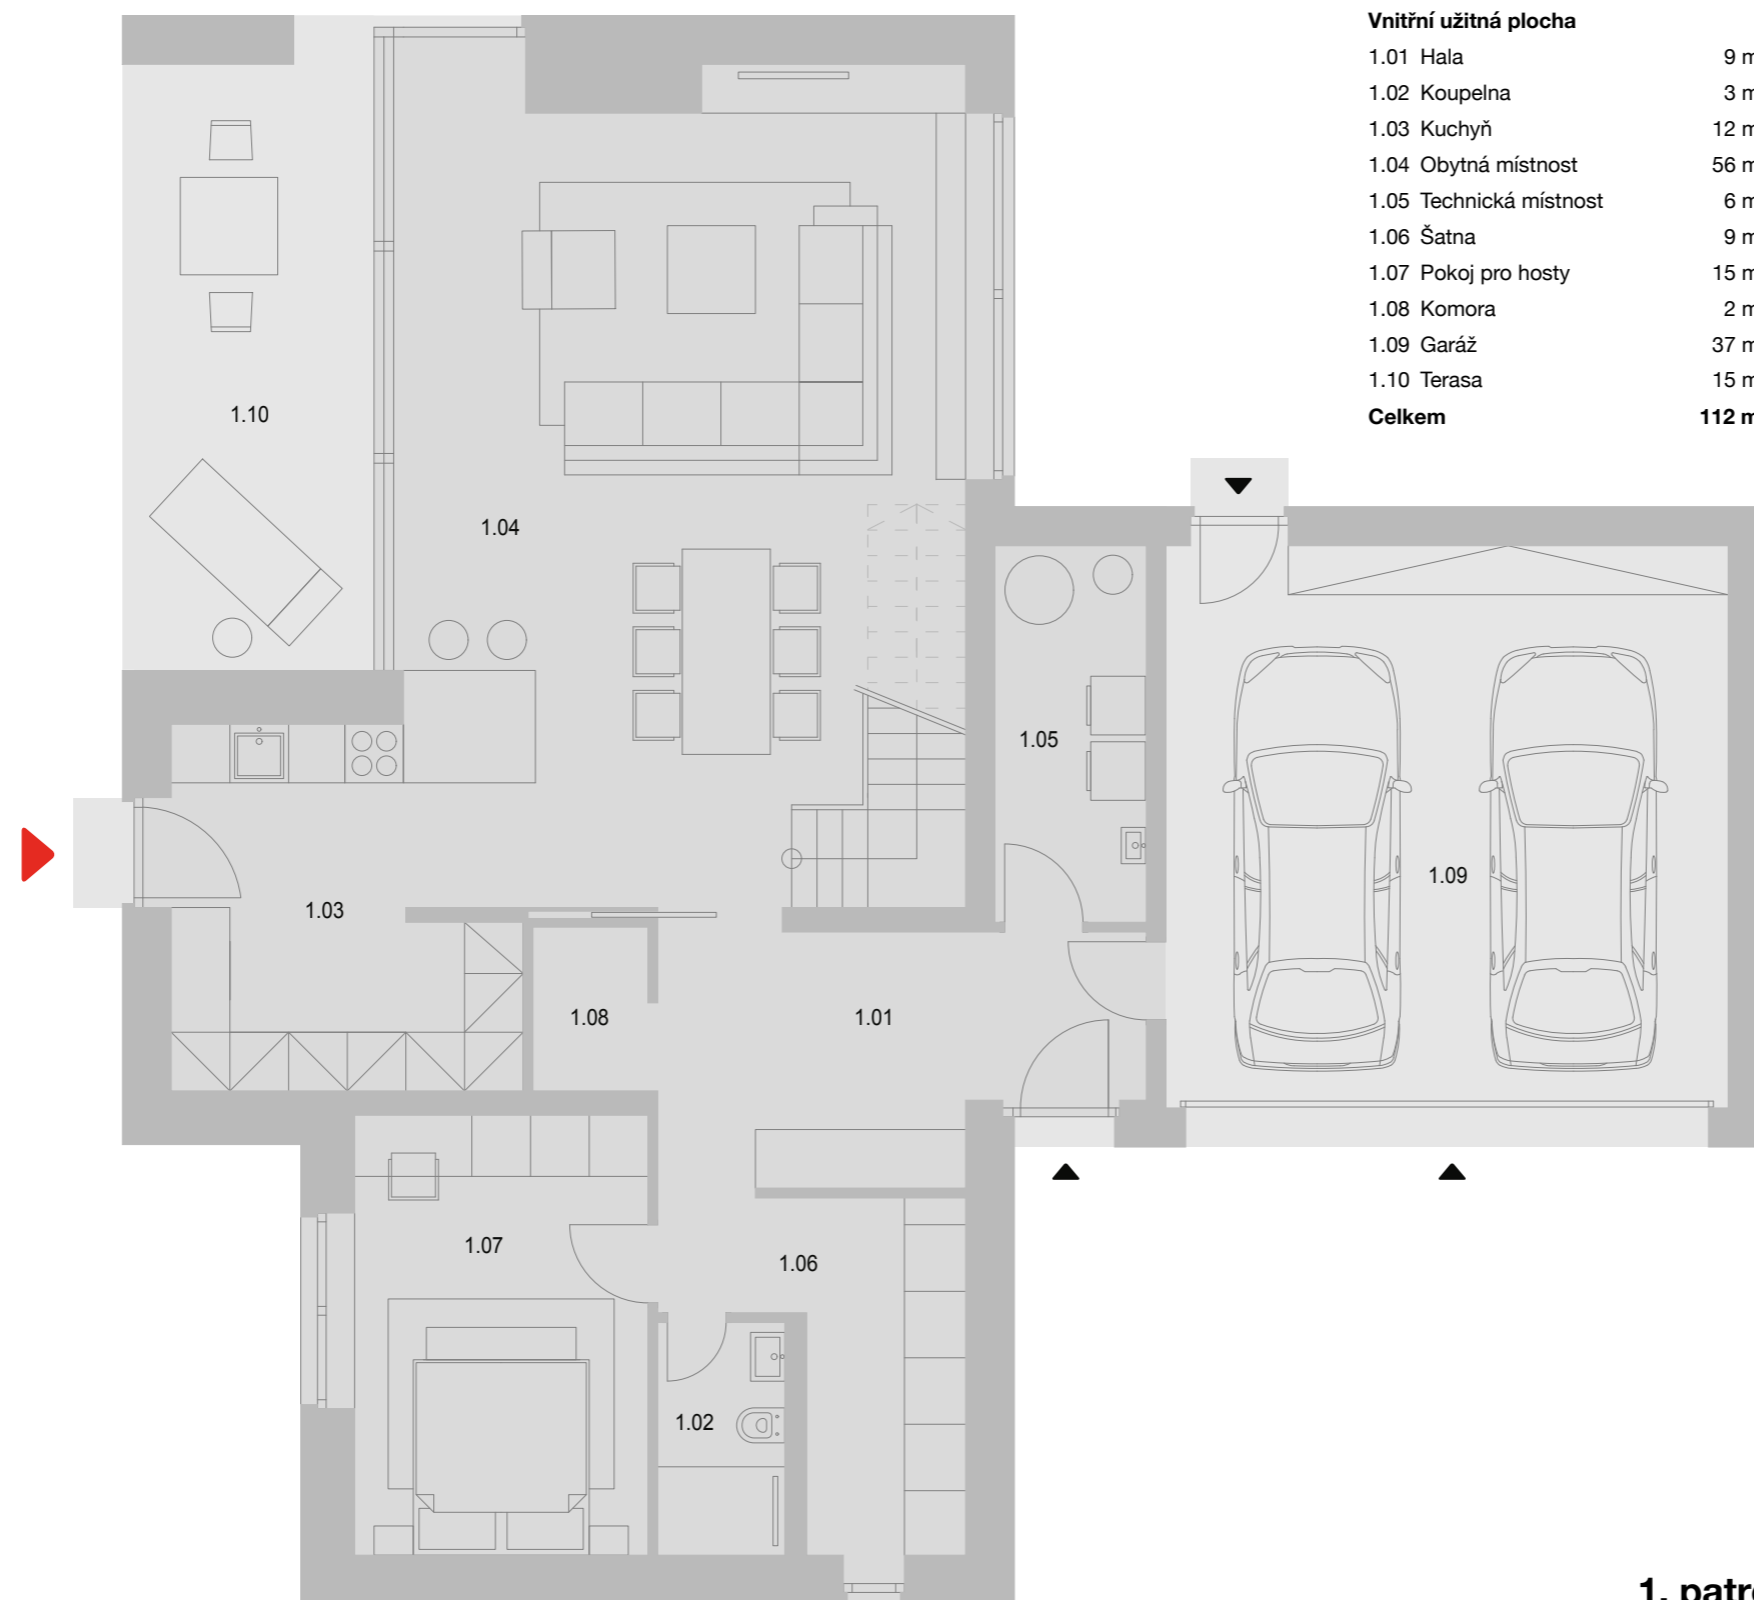 Vnitřní užitná plocha
1.01 Hala 9 m
1.02 Koupelna 3 m
1.03 Kuchyň 12 m
1.04 Obytná místnost 56 m
1.05 Technická místnost 6 m
1.06 Šatna 9 m
1.07 Pokoj pro hosty 15 m
1.08 Komora 2 m
1.09 Garáž 37 m
1.10 Terasa 15 m
Celkem 112 m
1.10
1.04
1.05
1.09
1.03
1.08
1.01
1.07
1.06
1.02
1. patro